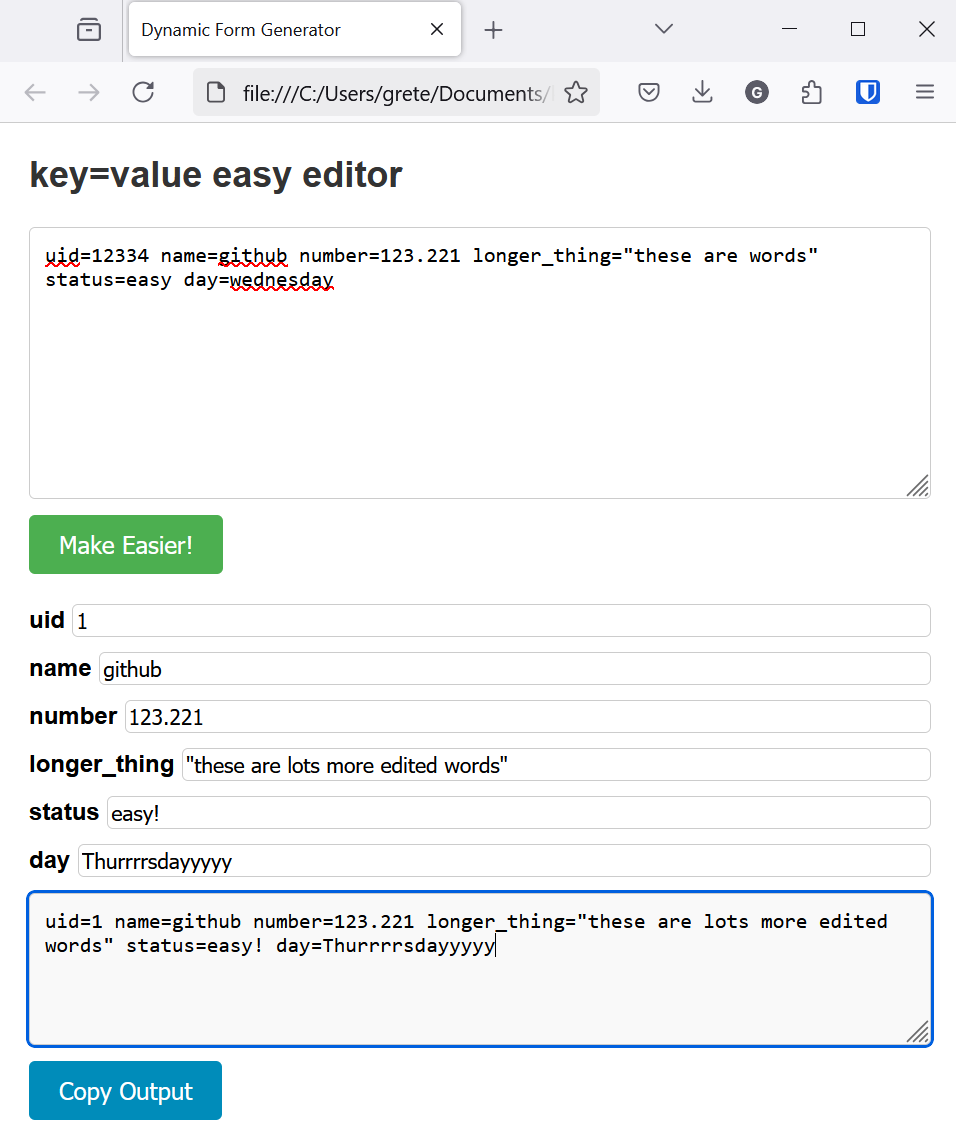 Dynamic Form Generator
file:///C:/Users/grete/Documents/
G
key=value easy editor
uid=12334 name=github number=123.221 longer_thing="these are words"
status=easy day=wednesday
Make Easier!
uid 1
name github
number 123.221
longer_thing "these are lots more edited words"
status easy!
day Thurrrrsdayyyyy
uid=1 name=github number=123.221 longer_thing="these are lots more edited
words" status=easy! day=Thurrrrsdayyyyy
Copy Output